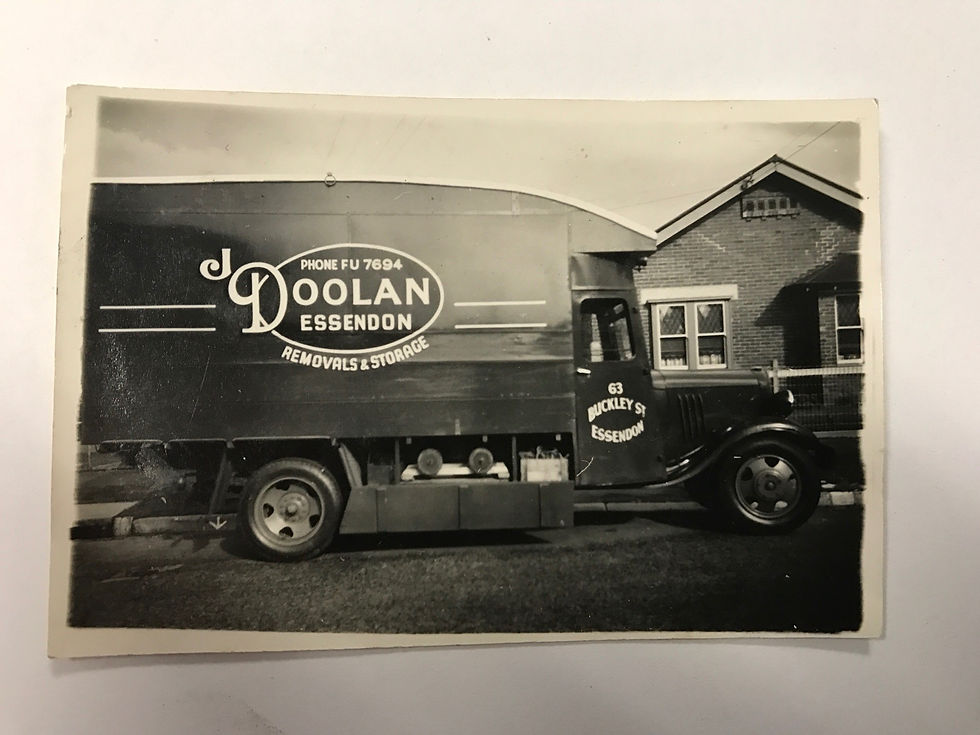 PHONE FU 7694
J DOOLAN
ESSENDON
REMOVALS & STORAGE
63
BUCKLEY ST
ESSENDON